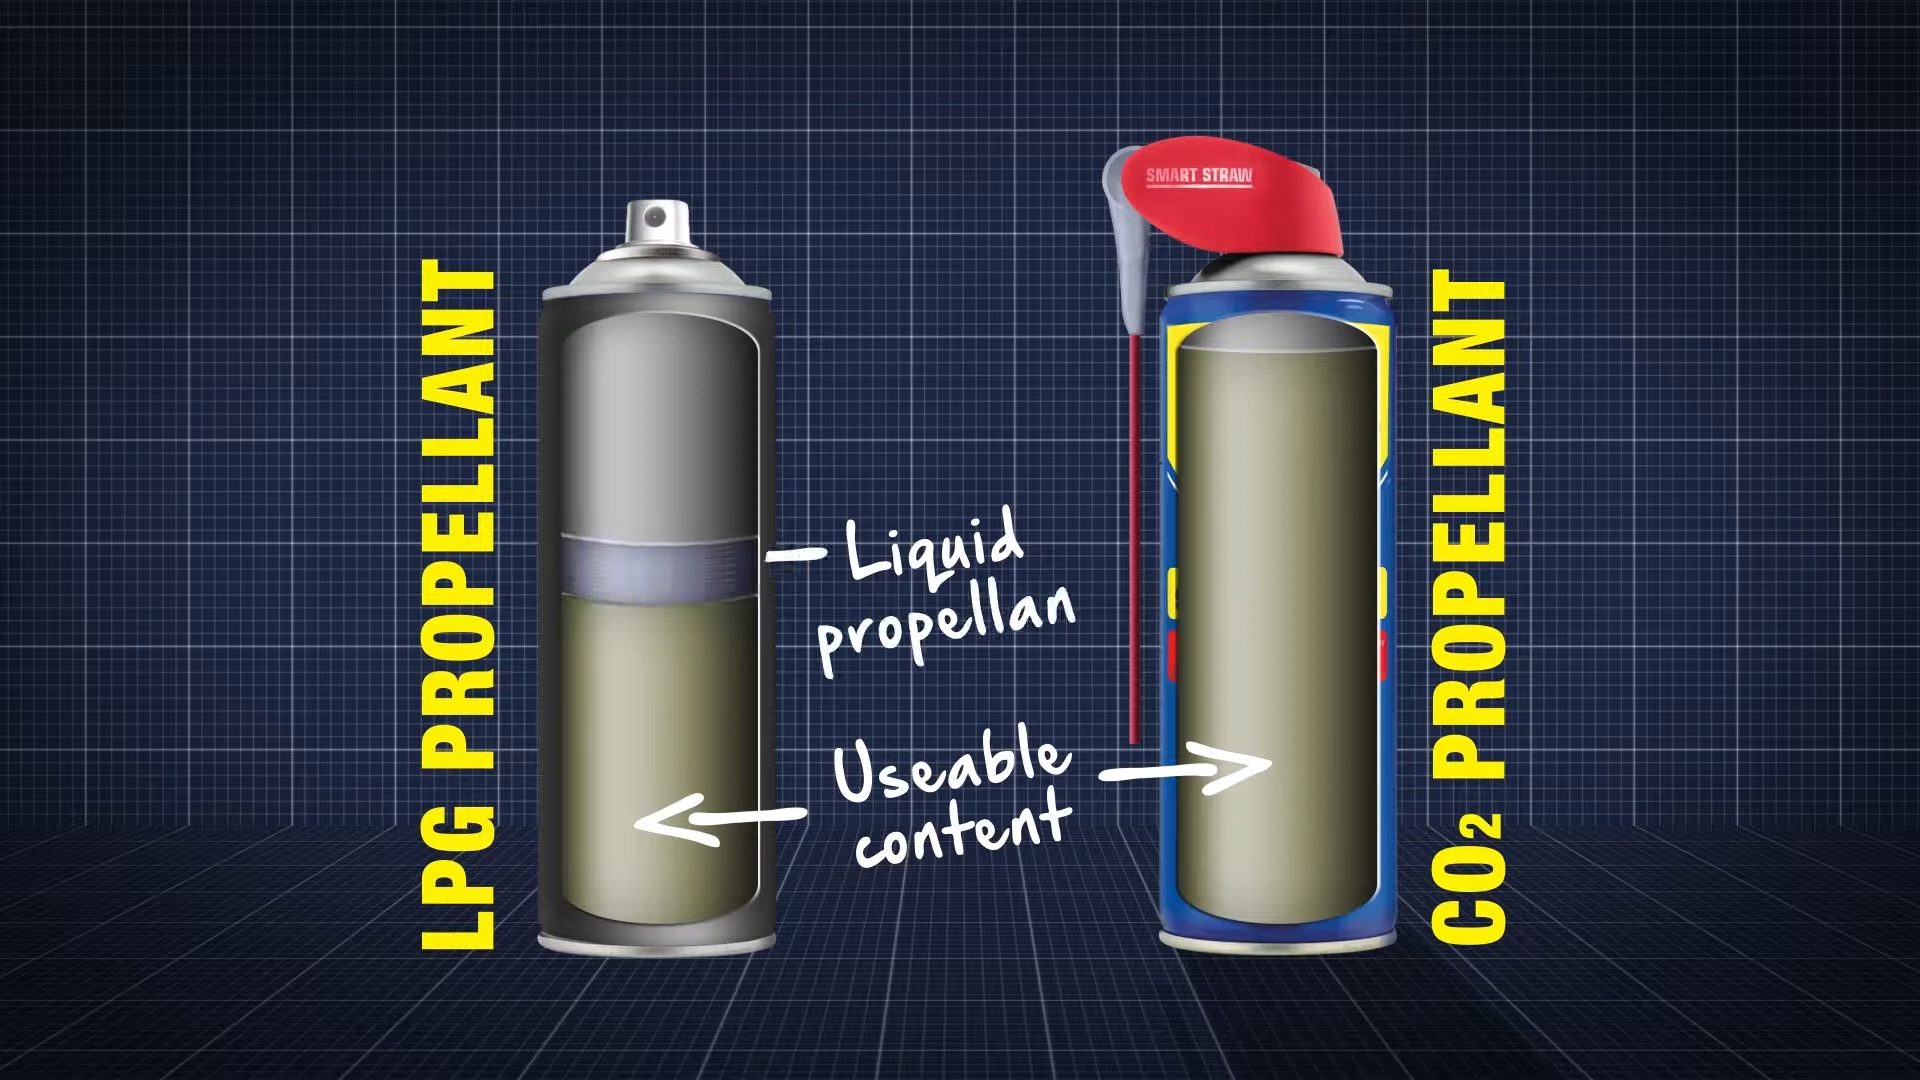 SMART STRAW
LPG PROPELLANT
Liquid
propellan
Useable
content
CO₂ PROPELLANT